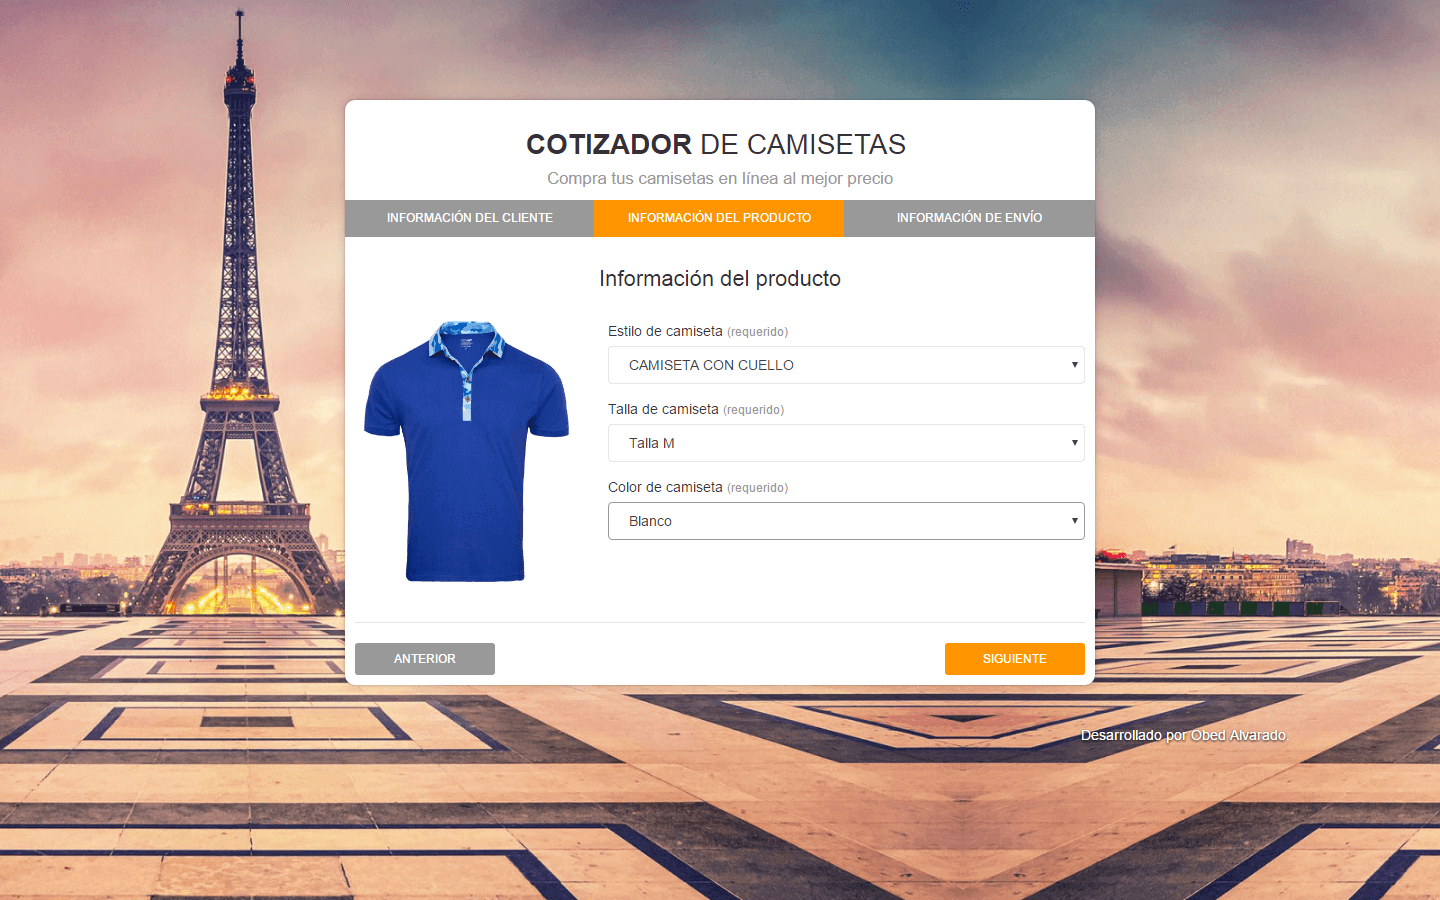 COTIZADOR DE CAMISETAS
Compra tus camisetas en línea al mejor precio
INFORMACIÓN DEL CLIENTE
INFORMACIÓN DEL PRODUCTO
INFORMACIÓN DE ENVÍO
Información del producto
Estilo de camiseta (requerido)
CAMISETA CON CUELLO
Talla de camiseta (requerido)
Talla M
Color de camiseta (requerido)
Blanco
ANTERIOR
SIGUIENTE
Desarrollado por Obed Alvarado.